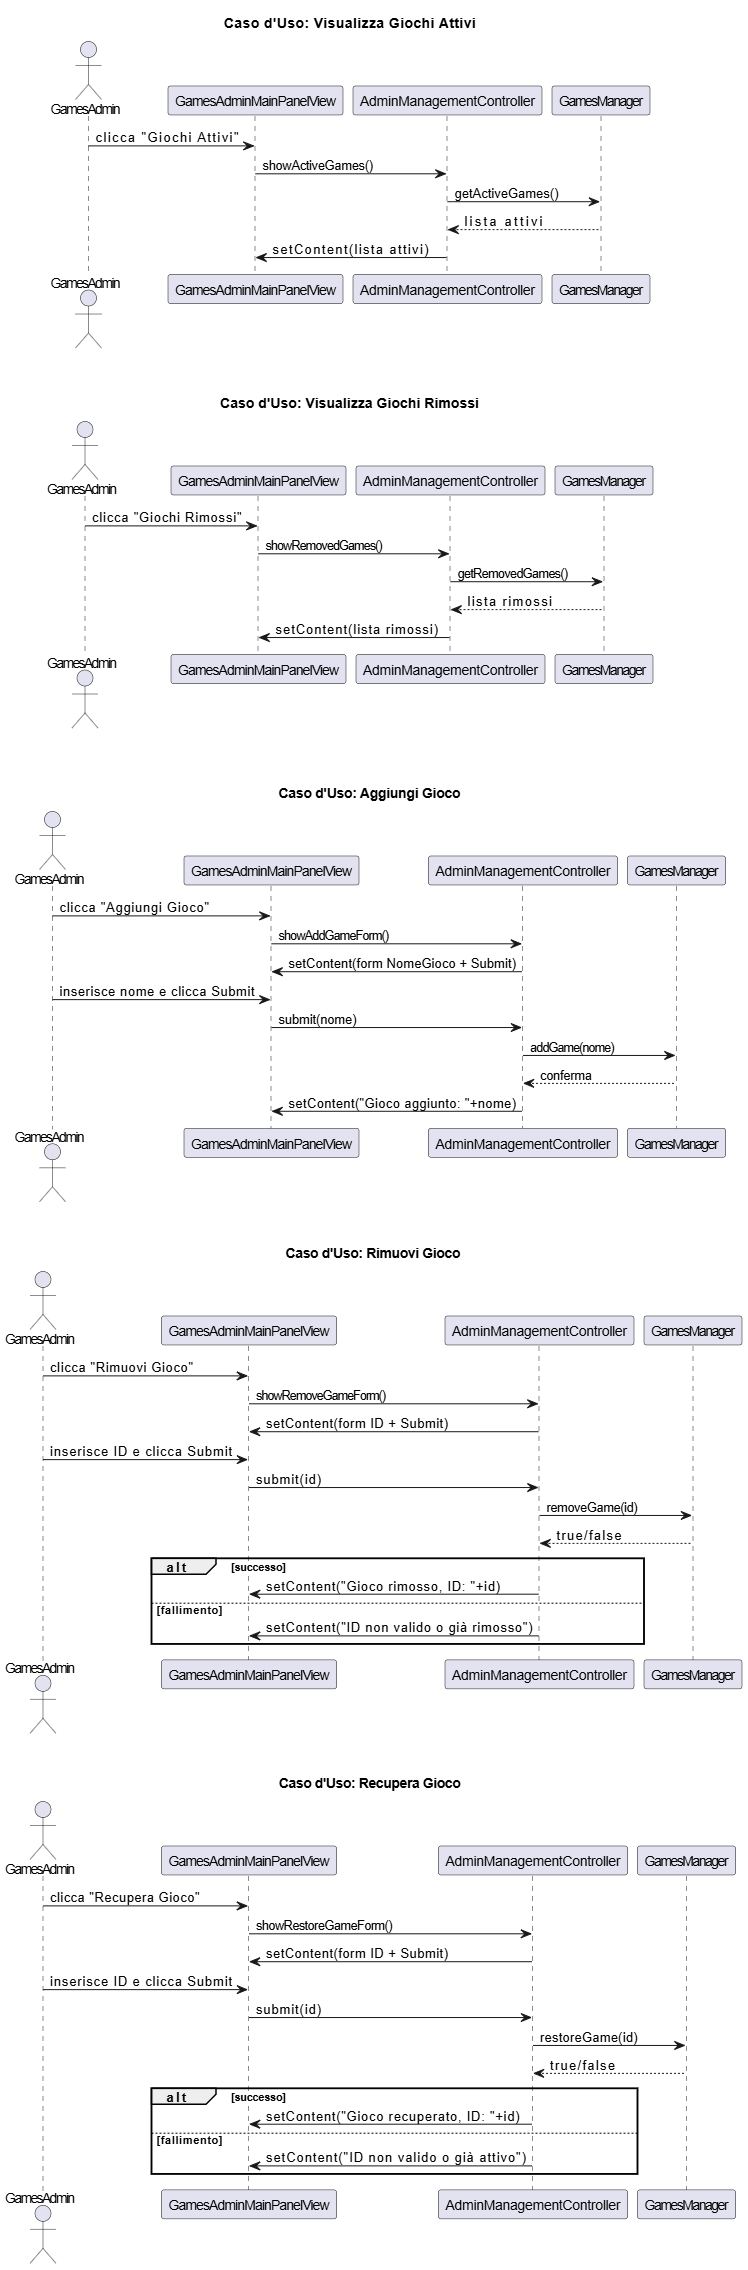 Caso d'Uso: Visualizza Giochi Attivi
GamesAdmin
GamesAdminMainPanelView
AdminManagementController
GamesManager
clicca "Giochi Attivi"
showActiveGames()
getActiveGames()
lista attivi
setContent(lista attivi)
GamesAdmin
GamesAdminMainPanelView
AdminManagementController
GamesManager
Caso d'Uso: Visualizza Giochi Rimossi
GamesAdmin
GamesAdminMainPanelView
AdminManagementController
GamesManager
clicca "Giochi Rimossi"
showRemovedGames()
getRemovedGames()
lista rimossi
setContent(lista rimossi)
GamesAdmin
GamesAdminMainPanelView
AdminManagementController
GamesManager
Caso d'Uso: Aggiungi Gioco
GamesAdmin
GamesAdminMainPanelView
AdminManagementController
GamesManager
clicca "Aggiungi Gioco"
showAddGameForm()
setContent(form NomeGioco + Submit)
inserisce nome e clicca Submit
submit(nome)
addGame(nome)
conferma
setContent("Gioco aggiunto: "+nome)
GamesAdmin
GamesAdminMainPanelView
AdminManagementController
GamesManager
Caso d'Uso: Rimuovi Gioco
GamesAdmin
GamesAdminMainPanelView
AdminManagementController
GamesManager
clicca "Rimuovi Gioco"
showRemoveGameForm()
setContent(form ID + Submit)
inserisce ID e clicca Submit
submit(id)
removeGame(id)
true/false
alt [successo]
setContent("Gioco rimosso, ID: "+id)
[fallimento]
setContent("ID non valido o già rimosso")
GamesAdmin
GamesAdminMainPanelView
AdminManagementController
GamesManager
Caso d'Uso: Recupera Gioco
GamesAdmin
GamesAdminMainPanelView
AdminManagementController
GamesManager
clicca "Recupera Gioco"
showRestoreGameForm()
setContent(form ID + Submit)
inserisce ID e clicca Submit
submit(id)
restoreGame(id)
true/false
alt [successo]
setContent("Gioco recuperato, ID: "+id)
[fallimento]
setContent("ID non valido o già attivo")
GamesAdmin
GamesAdminMainPanelView
AdminManagementController
GamesManager